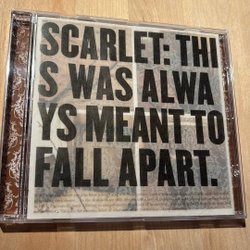 SCARLET: THI
S WAS ALWA
YS MEANT TO
FALL APART.